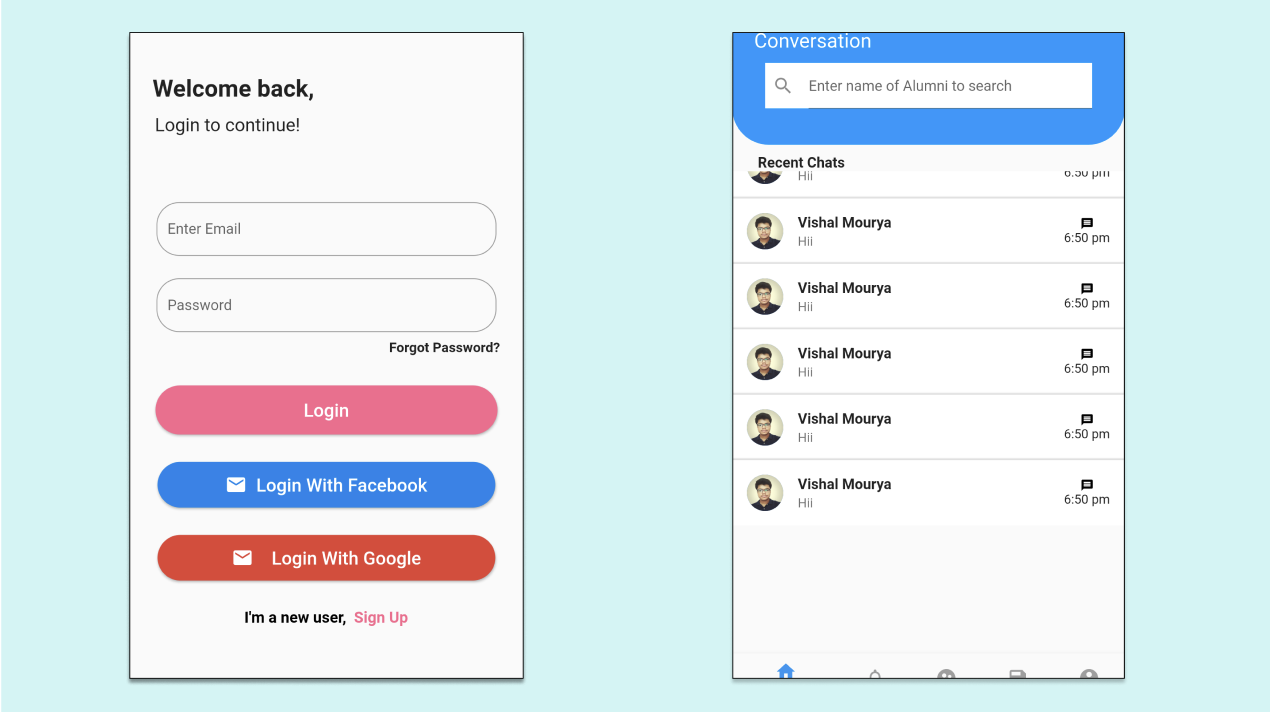 Welcome back,
Login to continue!
Enter Email
Password
Forgot Password?
Login
Login With Facebook
Login With Google
I'm a new user, Sign Up
Conversation
Enter name of Alumni to search
Recent Chats
Hii
6:50 pm
Vishal Mourya
Hii
6:50 pm
Vishal Mourya
Hii
6:50 pm
Vishal Mourya
Hii
6:50 pm
Vishal Mourya
Hii
6:50 pm
Vishal Mourya
Hii
6:50 pm